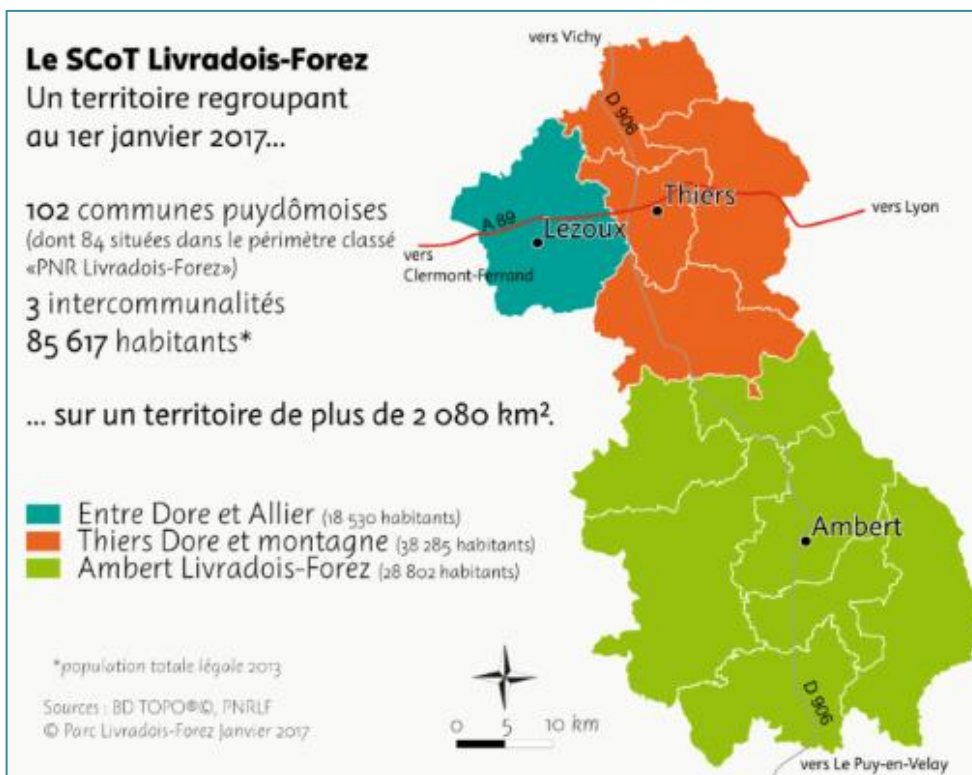 Le SCoT Livradois-Forez
Un territoire regroupant
au 1er janvier 2017...
102 communes puydômoises
(dont 84 situées dans le périmètre classé
«PNR Livradois-Forez»)
3 intercommunalités
85 617 habitants*
... sur un territoire de plus de 2 080 km².
Entre Dore et Allier (18 530 habitants)
Thiers Dore et montagne (38 285 habitants)
Ambert Livradois-Forez (28 802 habitants)
*population totale légale 2013
Sources : BD TOPO®©, PNRLF
© Parc Livradois-Forez Janvier 2017
0 5 10 km
vers Vichy
D 906
Thiers
A 89
Lezoux
vers Lyon
vers
Clermont-Ferrand
Ambert
D 906
vers Le Puy-en-Velay